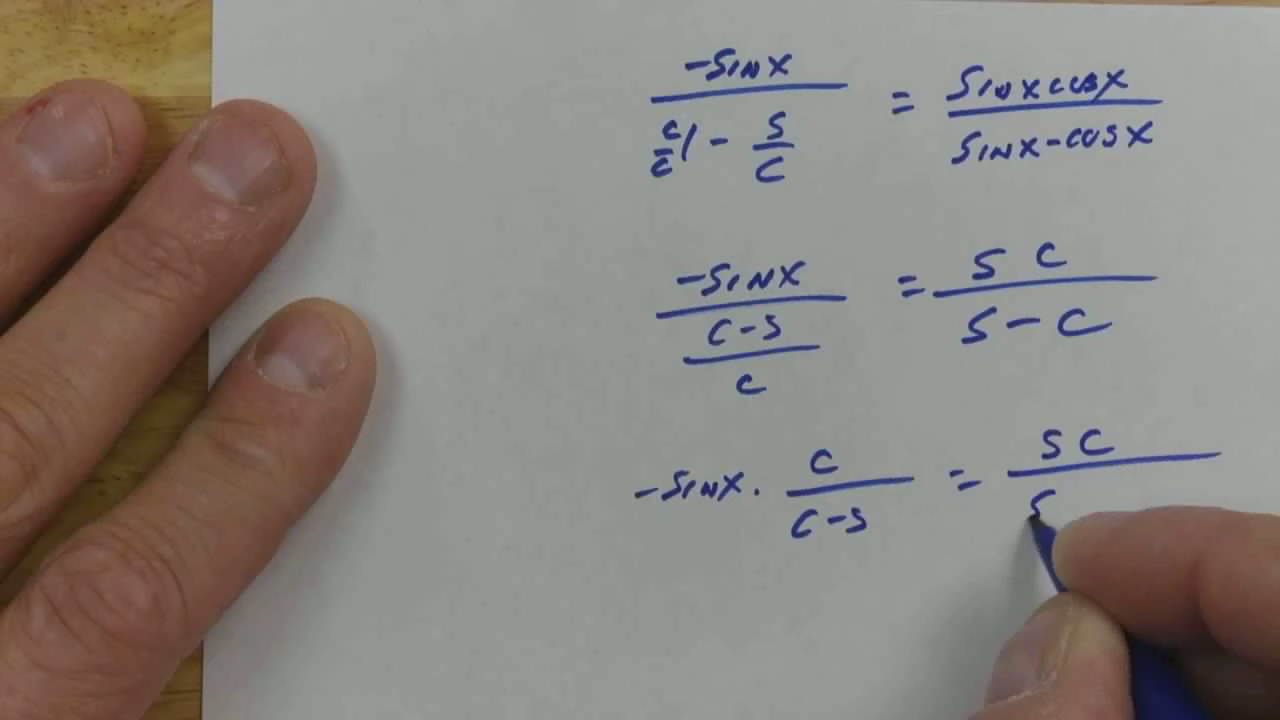 -sinx / (c/c 1 - s/c) = sinxcosx / sinx-cosx
-sinx / ((c-s)/c) = s c / s-c
-sinx · c / c-s = s c / s